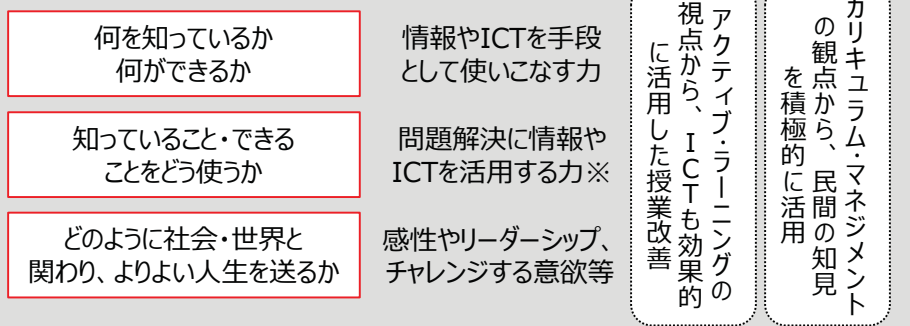 何を知っているか
何ができるか
情報やICTを手段
として使いこなす力
知っていること・できる
ことをどう使うか
問題解決に情報や
ICTを活用する力※
どのように社会・世界と
関わり、よりよい人生を送るか
感性やリーダーシップ、
チャレンジする意欲等
アクティブ・ラーニングの
視点から、ICTも効果的
に活用した授業改善
カリキュラム・マネジメント
の観点から、民間の知見
を積極的に活用